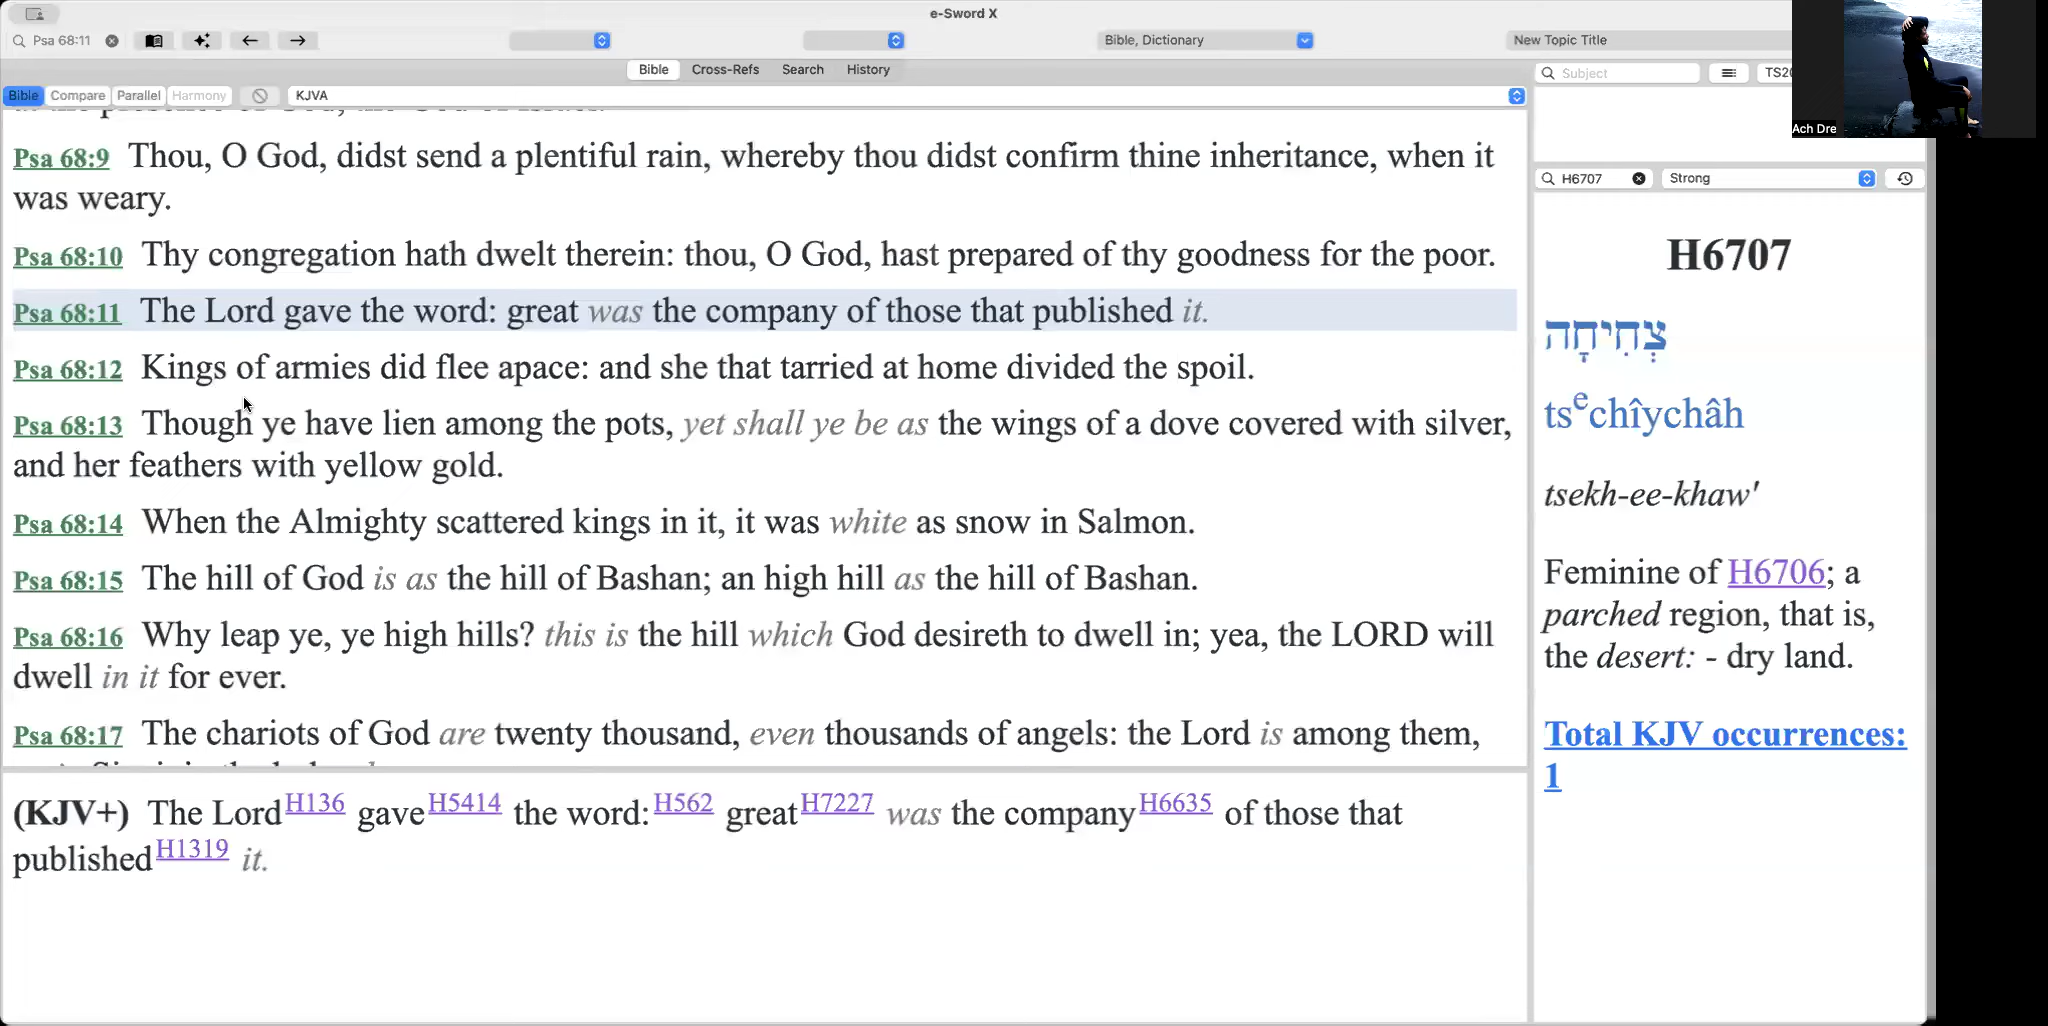 e-Sword X
Psa 68:11
Bible, Dictionary
New Topic Title
Bible Cross-Refs Search History
Subject
Bible Compare Parallel Harmony
KJVA
Ach Dre
Psa 68:9 Thou, O God, didst send a plentiful rain, whereby thou didst confirm thine inheritance, when it
was weary.
Psa 68:10 Thy congregation hath dwelt therein: thou, O God, hast prepared of thy goodness for the poor.
Psa 68:11 The Lord gave the word: great was the company of those that published it.
Psa 68:12 Kings of armies did flee apace: and she that tarried at home divided the spoil.
Psa 68:13 Though ye have lien among the pots, yet shall ye be as the wings of a dove covered with silver,
and her feathers with yellow gold.
Psa 68:14 When the Almighty scattered kings in it, it was white as snow in Salmon.
Psa 68:15 The hill of God is as the hill of Bashan; an high hill as the hill of Bashan.
Psa 68:16 Why leap ye, ye high hills? this is the hill which God desireth to dwell in; yea, the LORD will
dwell in it for ever.
Psa 68:17 The chariots of God are twenty thousand, even thousands of angels: the Lord is among them,
(KJV+) The Lord H136 gave H5414 the word: H562 great H7227 was the company H6635 of those that
published H1319 it.
H6707
Strong
H6707
צְחִיחָה
tsechîychâh
tsekh-ee-khaw'
Feminine of H6706; a
parched region, that is,
the desert: - dry land.
Total KJV occurrences:
1